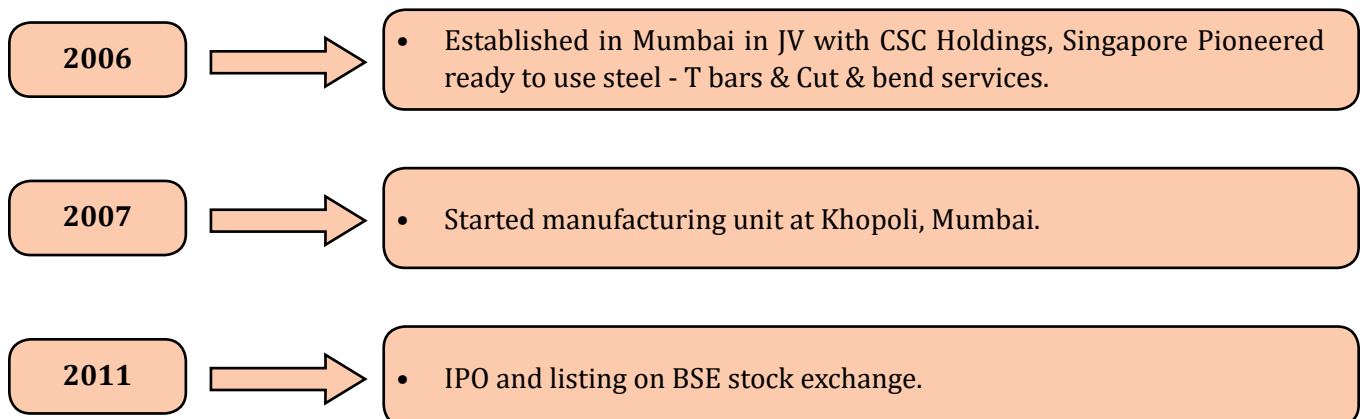 2006
• Established in Mumbai in JV with CSC Holdings, Singapore Pioneered
ready to use steel - T bars & Cut & bend services.
2007
• Started manufacturing unit at Khopoli, Mumbai.
2011
• IPO and listing on BSE stock exchange.